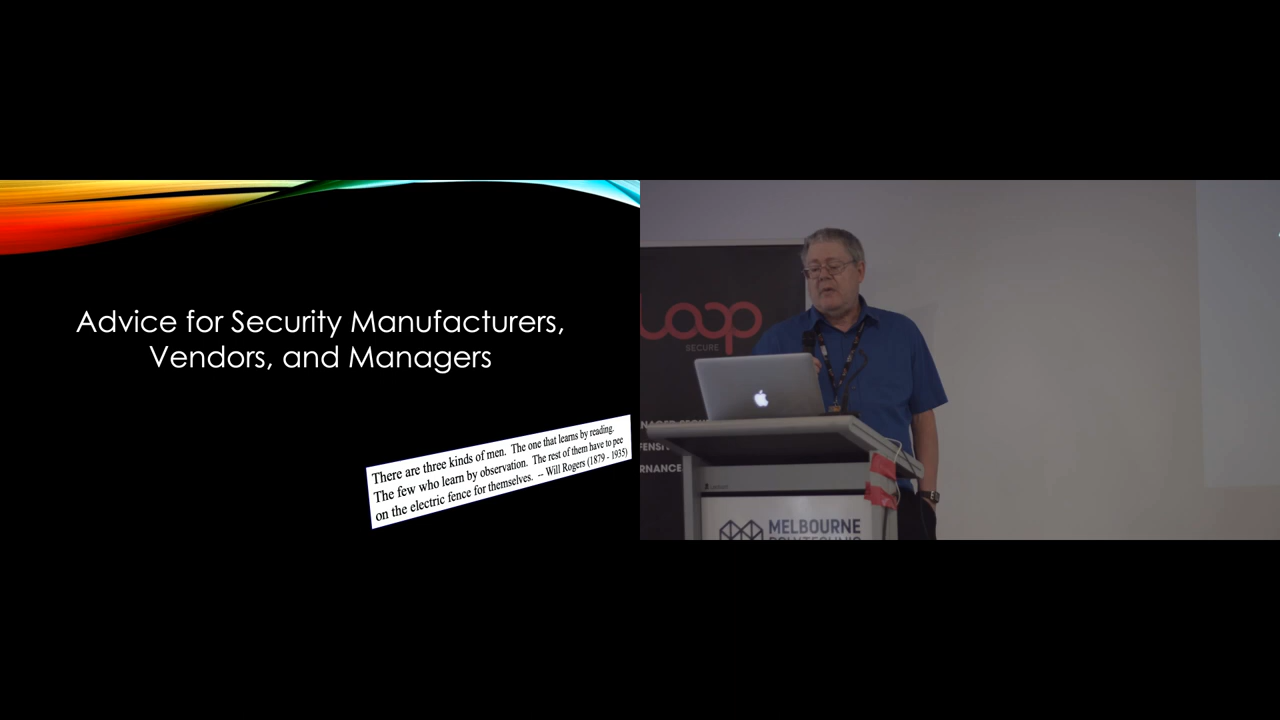 Advice for Security Manufacturers,
Vendors, and Managers
There are three kinds of men. The one that learns by reading.
The few who learn by observation. The rest of them have to pee
on the electric fence for themselves. -- Will Rogers (1879 - 1935)
Loop
SECURE
MELBOURNE
POLYTECHNIC